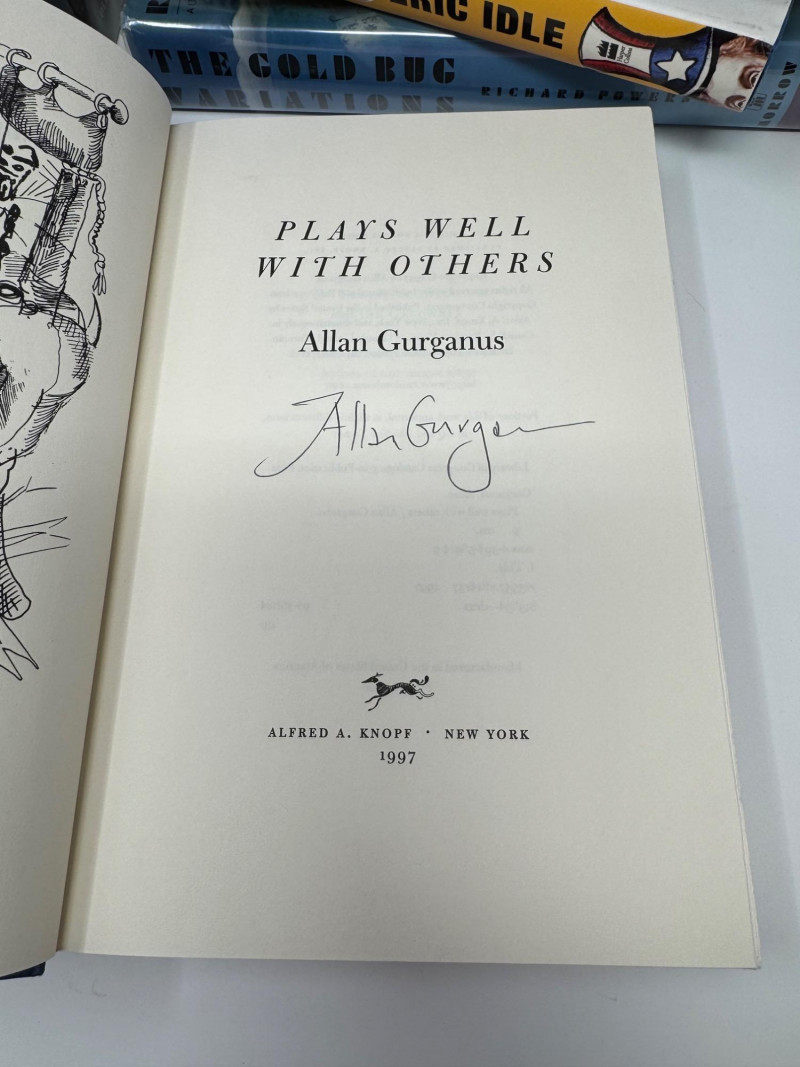 ERIC IDLE
THE GOLD BUG
VARIATIONS
RICHARD POWERS
MORROW
PLAYS WELL
WITH OTHERS
Allan Gurganus
Allan Gurganus
ALFRED A. KNOPF · NEW YORK
1997